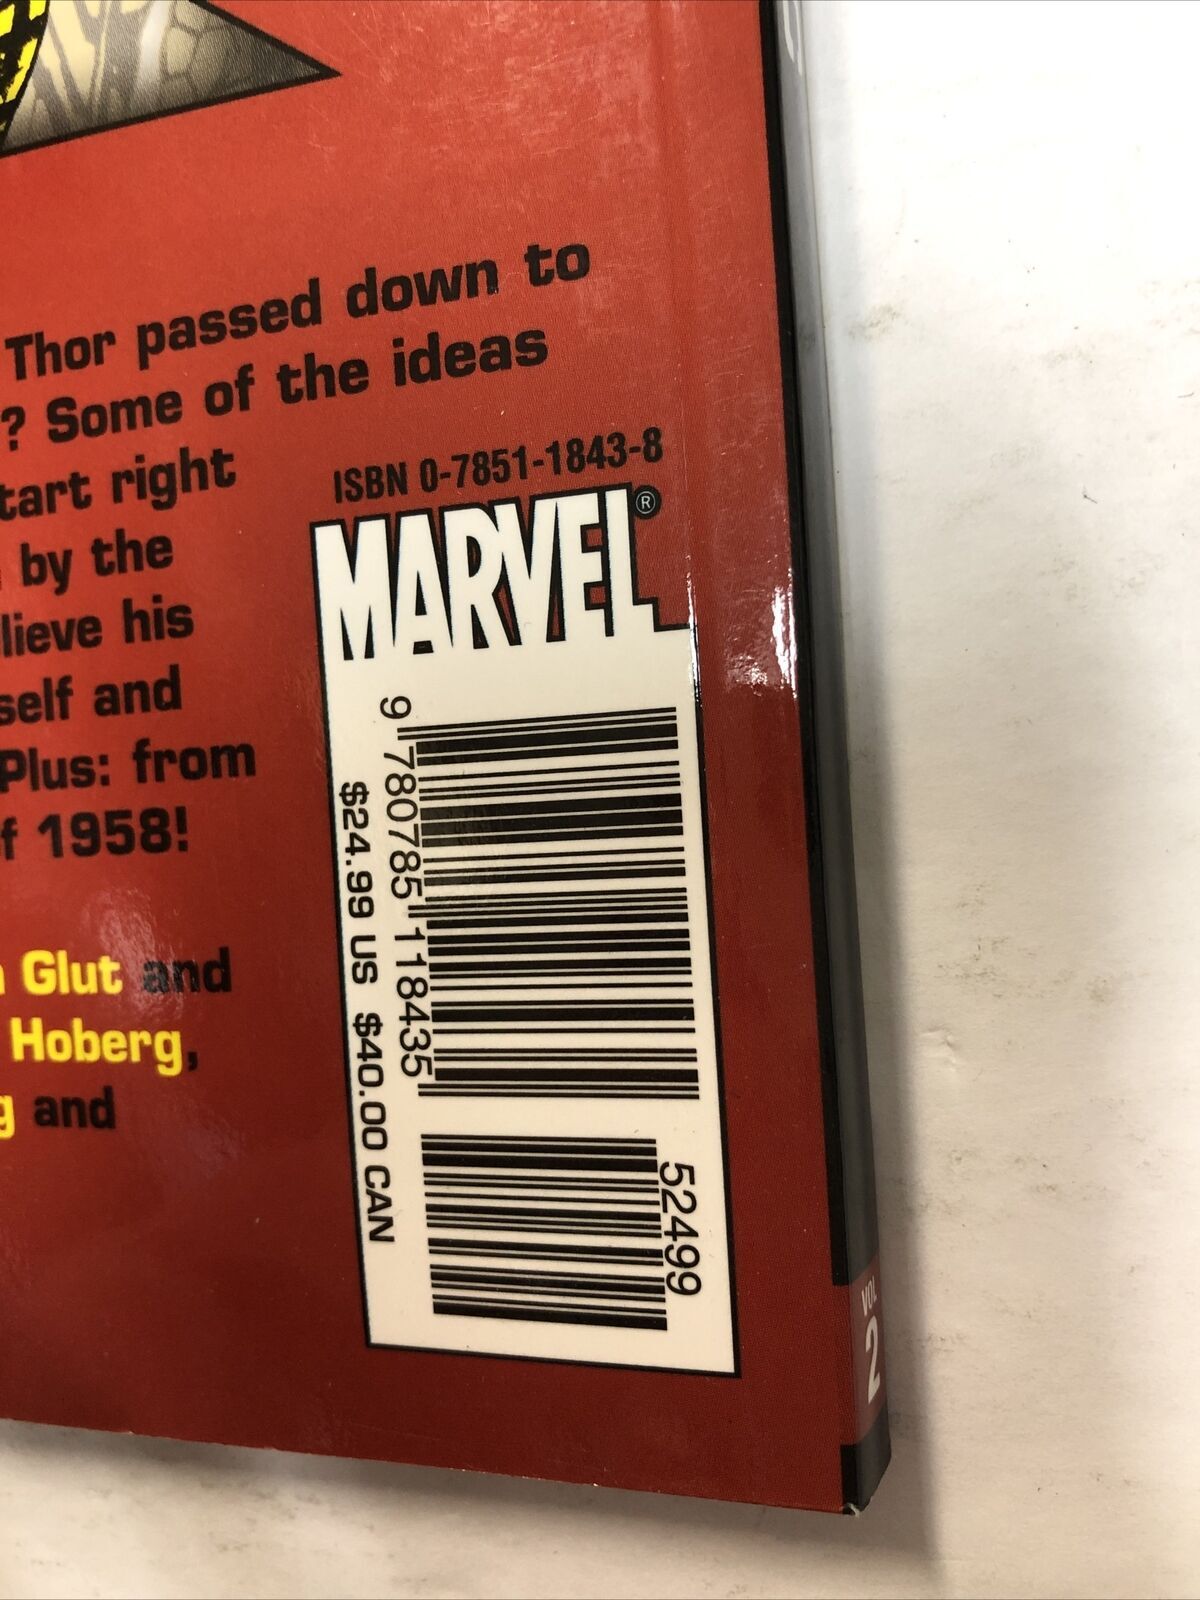 Thor passed down to
? Some of the ideas
tart right
by the
lieve his
self and
Plus: from
f 1958!
Glut and
Hoberg,
g and
ISBN 0-7851-1843-8
MARVEL®
9 780785 118435
$24.99 US $40.00 CAN
52499
VOL
2